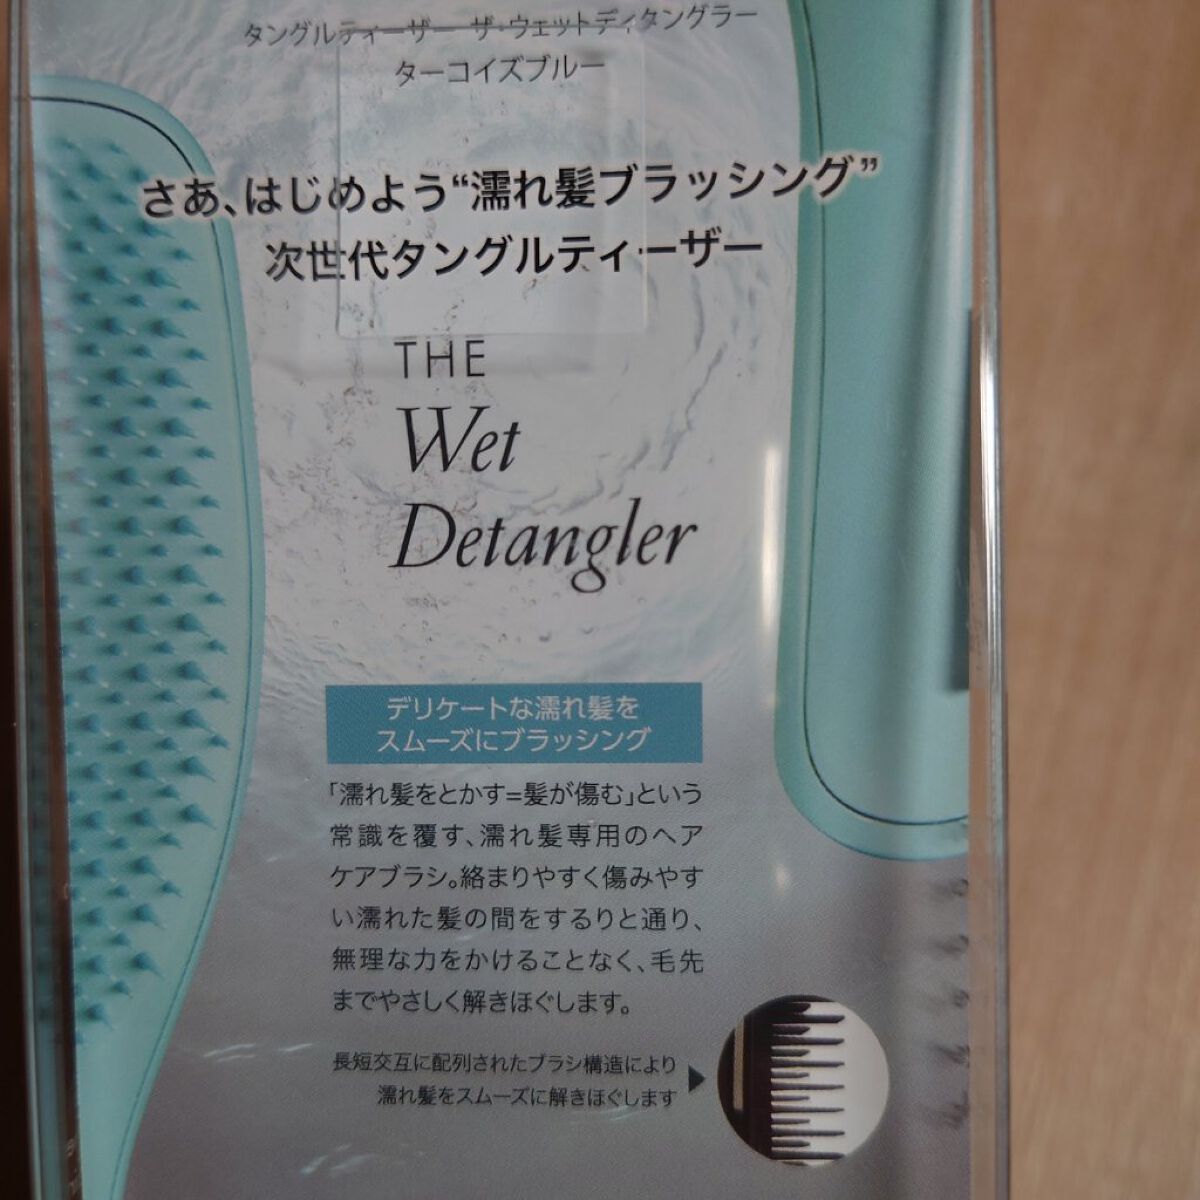 タングルティーザー ザ・ウェットディタングラー
ターコイズブルー
さあ、はじめよう“濡れ髪ブラッシング”
次世代タングルティーザー
THE
Wet
Detangler
デリケートな濡れ髪を
スムーズにブラッシング
「濡れ髪をとかす=髪が傷む」という
常識を覆す、濡れ髪専用のヘア
ケアブラシ。絡まりやすく傷みやす
い濡れた髪の間をするりと通り、
無理な力をかけることなく、毛先
までやさしく解きほぐします。
長短交互に配列されたブラシ構造により
濡れ髪をスムーズに解きほぐします